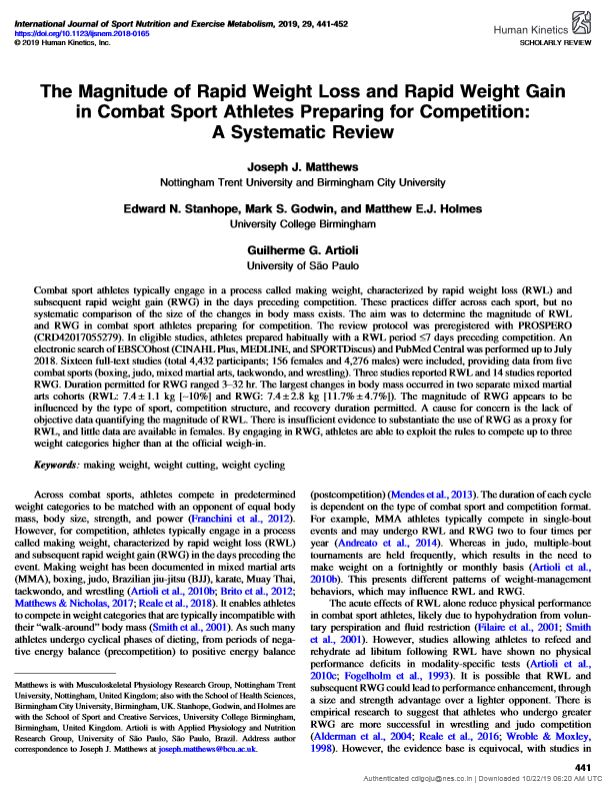 International Journal of Sport Nutrition and Exercise Metabolism, 2019, 29, 441-452
https://doi.org/10.1123/ijsnem.2018-0165
© 2019 Human Kinetics, Inc.
Human Kinetics
SCHOLARLY REVIEW
The Magnitude of Rapid Weight Loss and Rapid Weight Gain
in Combat Sport Athletes Preparing for Competition:
A Systematic Review
Joseph J. Matthews
Nottingham Trent University and Birmingham City University
Edward N. Stanhope, Mark S. Godwin, and Matthew E.J. Holmes
University College Birmingham
Guilherme G. Artioli
University of São Paulo
Combat sport athletes typically engage in a process called making weight, characterized by rapid weight loss (RWL) and
subsequent rapid weight gain (RWG) in the days preceding competition. These practices differ across each sport, but no
systematic comparison of the size of the changes in body mass exists. The aim was to determine the magnitude of RWL
and RWG in combat sport athletes preparing for competition. The review protocol was preregistered with PROSPERO
(CRD42017055279). In eligible studies, athletes prepared habitually with a RWL period ≤7 days preceding competition. An
electronic search of EBSCOhost (CINAHL Plus, MEDLINE, and SPORTDiscus) and PubMed Central was performed up to July
2018. Sixteen full-text studies (total 4,432 participants; 156 females and 4,276 males) were included, providing data from five
combat sports (boxing, judo, mixed martial arts, taekwondo, and wrestling). Three studies reported RWL and 14 studies reported
RWG. Duration permitted for RWG ranged 3–32 hr. The largest changes in body mass occurred in two separate mixed martial
arts cohorts (RWL: 7.4 ± 1.1 kg [~10%] and RWG: 7.4 ± 2.8 kg [11.7% ± 4.7%]). The magnitude of RWG appears to be
influenced by the type of sport, competition structure, and recovery duration permitted. A cause for concern is the lack of
objective data quantifying the magnitude of RWL. There is insufficient evidence to substantiate the use of RWG as a proxy for
RWL, and little data are available in females. By engaging in RWG, athletes are able to exploit the rules to compete up to three
weight categories higher than at the official weigh-in.
Keywords: making weight, weight cutting, weight cycling
Across combat sports, athletes compete in predetermined
weight categories to be matched with an opponent of equal body
mass, body size, strength, and power (Franchini et al., 2012).
However, for competition, athletes typically engage in a process
called making weight, characterized by rapid weight loss (RWL)
and subsequent rapid weight gain (RWG) in the days preceding the
event. Making weight has been documented in mixed martial arts
(MMA), boxing, judo, Brazilian jiu-jitsu (BJJ), karate, Muay Thai,
taekwondo, and wrestling (Artioli et al., 2010b; Brito et al., 2012;
Matthews & Nicholas, 2017; Reale et al., 2018). It enables athletes
to compete in weight categories that are typically incompatible with
their “walk-around” body mass (Smith et al., 2001). As such many
athletes undergo cyclical phases of dieting, from periods of nega-
tive energy balance (precompetition) to positive energy balance
Matthews is with Musculoskeletal Physiology Research Group, Nottingham Trent
University, Nottingham, United Kingdom; also with the School of Health Sciences,
Birmingham City University, Birmingham, UK. Stanhope, Godwin, and Holmes are
with the School of Sport and Creative Services, University College Birmingham,
Birmingham, United Kingdom. Artioli is with Applied Physiology and Nutrition
Research Group, University of São Paulo, São Paulo, Brazil. Address author
correspondence to Joseph J. Matthews at joseph.matthews@bcu.ac.uk.
(postcompetition) (Mendes et al., 2013). The duration of each cycle
is dependent on the type of combat sport and competition format.
For example, MMA athletes typically compete in single-bout
events and may undergo RWL and RWG two to four times per
year (Andreato et al., 2014). Whereas in judo, multiple-bout
tournaments are held frequently, which results in the need to
make weight on a fortnightly or monthly basis (Artioli et al.,
2010b). This presents different patterns of weight-management
behaviors, which may influence RWL and RWG.
The acute effects of RWL alone reduce physical performance
in combat sport athletes, likely due to hypohydration from volun-
tary perspiration and fluid restriction (Filaire et al., 2001; Smith
et al., 2001). However, studies allowing athletes to refeed and
rehydrate ad libitum following RWL have shown no physical
performance deficits in modality-specific tests (Artioli et al.,
2010c; Fogelholm et al., 1993). It is possible that RWL and
subsequent RWG could lead to performance enhancement, through
a size and strength advantage over a lighter opponent. There is
empirical research to suggest that athletes who undergo greater
RWG are more successful in wrestling and judo competition
(Alderman et al., 2004; Reale et al., 2016; Wroble & Moxley,
1998). However, the evidence base is equivocal, with studies in
441
Authenticated cdlgoju@nes.co.in | Downloaded 10/22/19 06:20 AM UTC